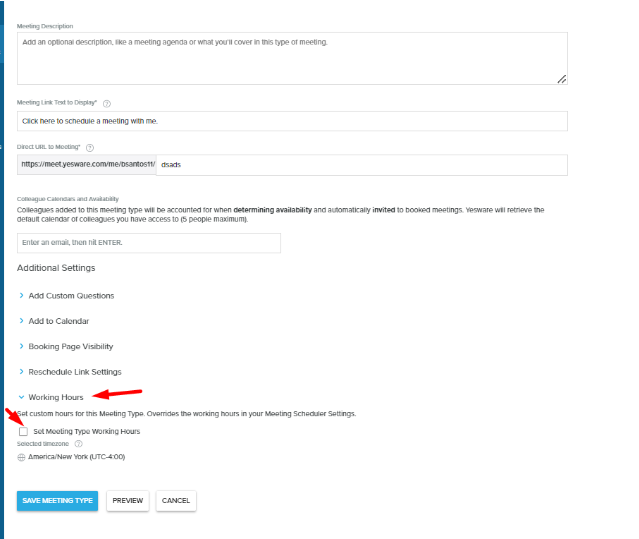 Meeting Description
Add an optional description, like a meeting agenda or what you'll cover in this type of meeting.
Meeting Link Text to Display*
Click here to schedule a meeting with me.
Direct URL to Meeting*
https://meet.yesware.com/me/bsantos11/ dsads
Colleague Calendars and Availability
Colleagues added to this meeting type will be accounted for when determining availability and automatically invited to booked meetings. Yesware will retrieve the
default calendar of colleagues you have access to (5 people maximum).
Enter an email, then hit ENTER.
Additional Settings
Add Custom Questions
Add to Calendar
Booking Page Visibility
Reschedule Link Settings
Working Hours
Set custom hours for this Meeting Type. Overrides the working hours in your Meeting Scheduler Settings.
Set Meeting Type Working Hours
Selected timezone
America/New York (UTC-4:00)
SAVE MEETING TYPE PREVIEW CANCEL